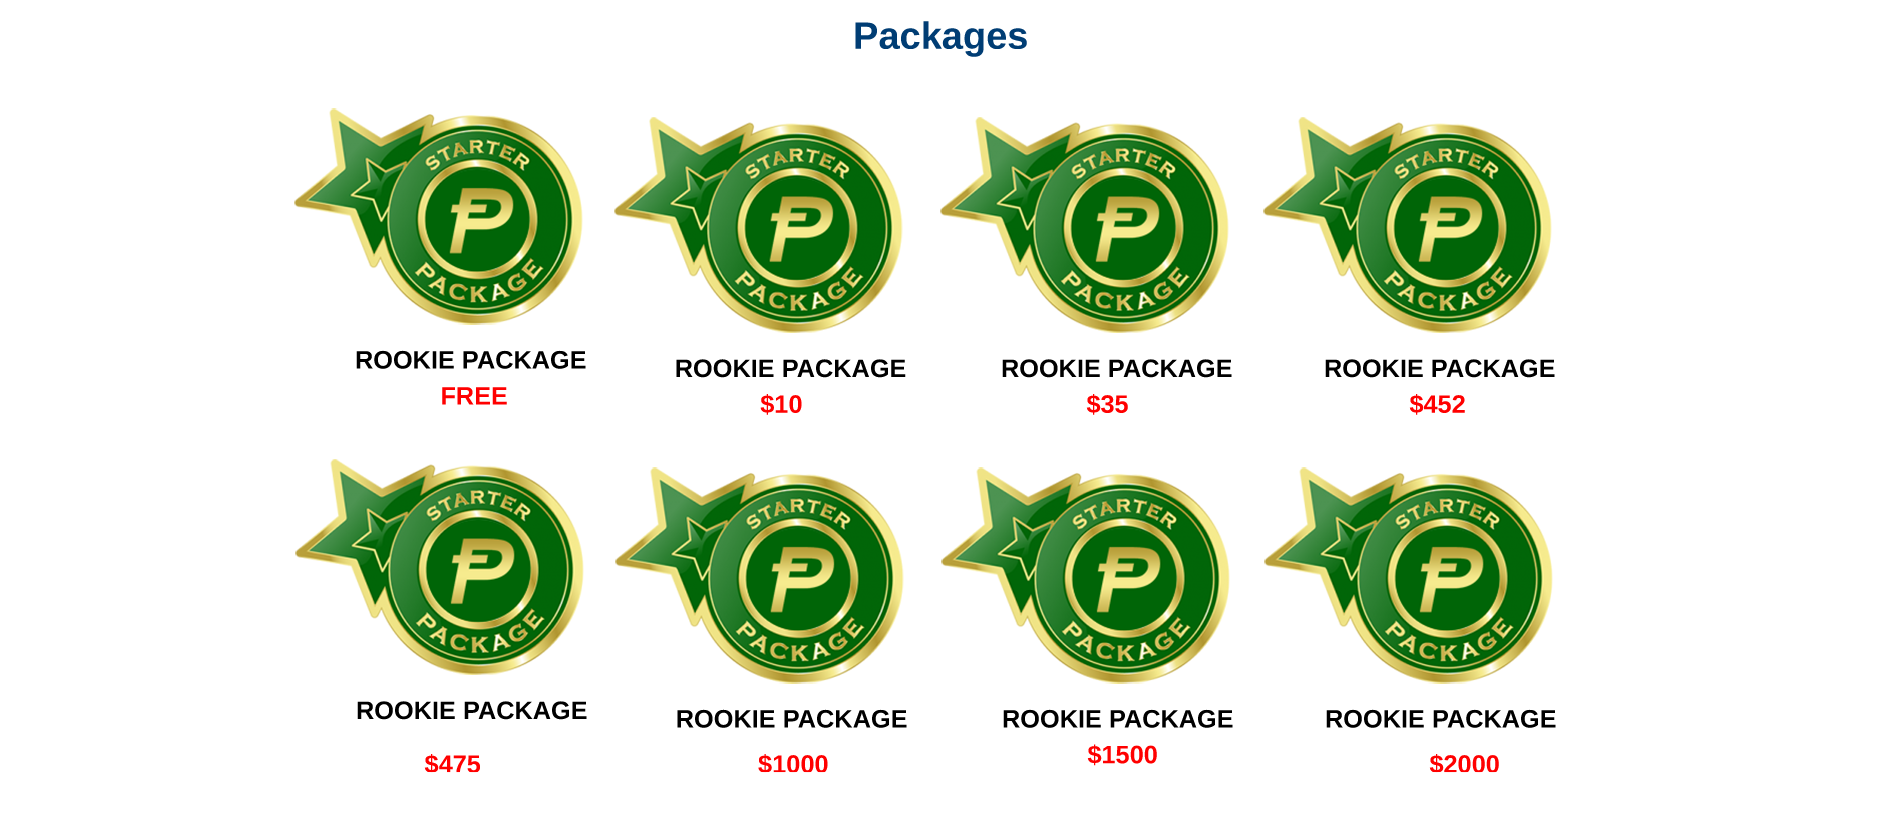 Packages
STARTER
PACKAGE
ROOKIE PACKAGE
FREE
STARTER
PACKAGE
ROOKIE PACKAGE
$10
STARTER
PACKAGE
ROOKIE PACKAGE
$35
STARTER
PACKAGE
ROOKIE PACKAGE
$452
STARTER
PACKAGE
ROOKIE PACKAGE
$475
STARTER
PACKAGE
ROOKIE PACKAGE
$1000
STARTER
PACKAGE
ROOKIE PACKAGE
$1500
STARTER
PACKAGE
ROOKIE PACKAGE
$2000